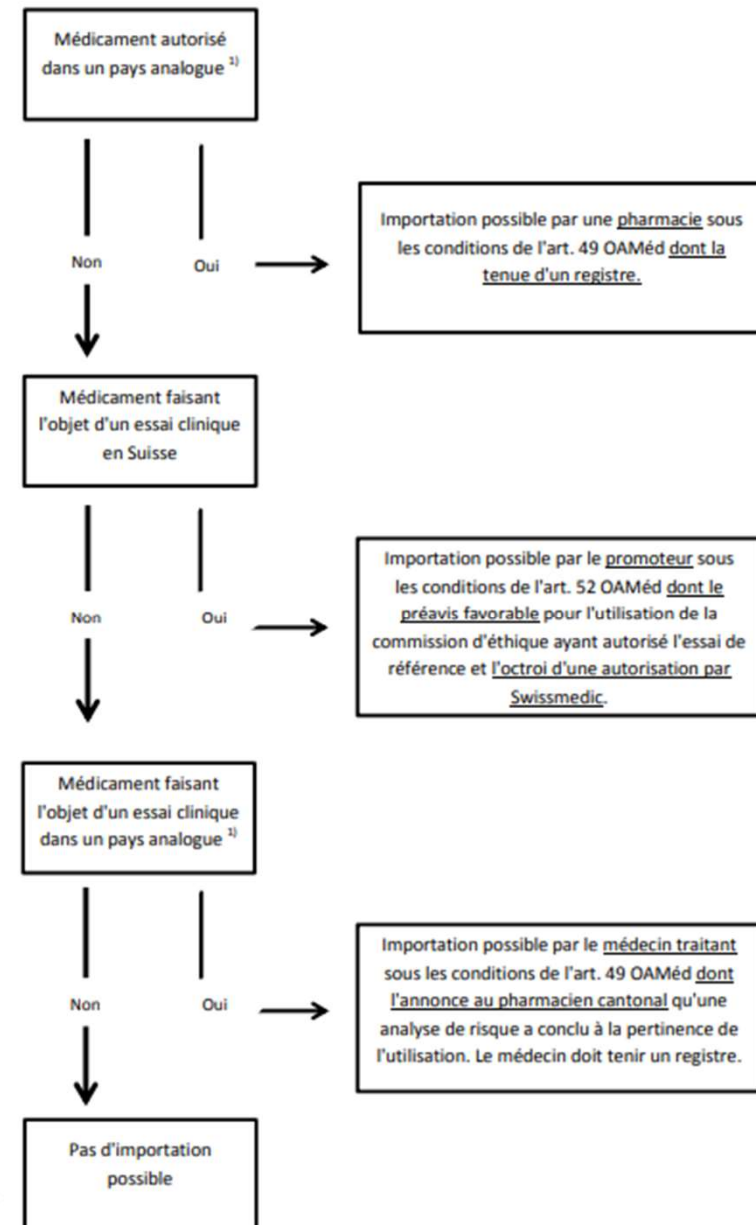 Médicament autorisé
dans un pays analogue 1)
Non
Oui
Importation possible par une pharmacie sous
les conditions de l'art. 49 OAMéd dont la
tenue d'un registre.
Médicament faisant
l'objet d'un essai clinique
en Suisse
Non
Oui
Importation possible par le promoteur sous
les conditions de l'art. 52 OAMéd dont le
préavis favorable pour l'utilisation de la
commission d'éthique ayant autorisé l'essai de
référence et l'octroi d'une autorisation par
Swissmedic.
Médicament faisant
l'objet d'un essai clinique
dans un pays analogue 1)
Non
Oui
Importation possible par le médecin traitant
sous les conditions de l'art. 49 OAMéd dont
l'annonce au pharmacien cantonal qu'une
analyse de risque a conclu à la pertinence de
l'utilisation. Le médecin doit tenir un registre.
Pas d'importation
possible